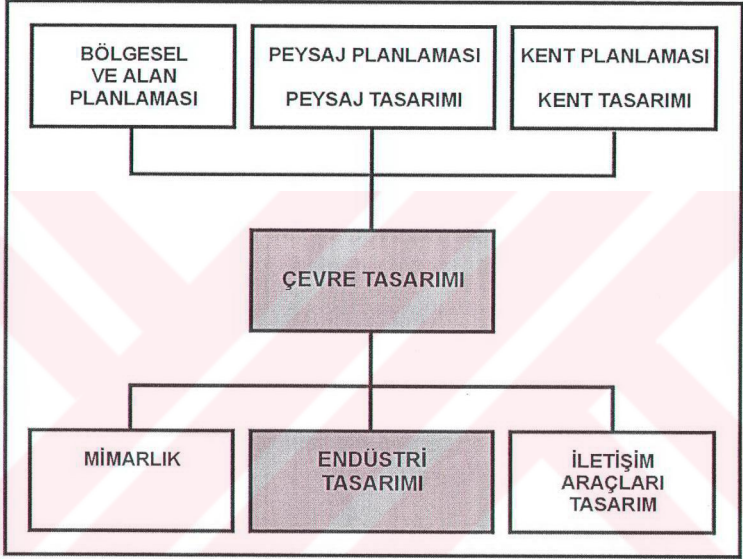 BÖLGESEL
VE ALAN
PLANLAMASI
PEYSAJ PLANLAMASI
PEYSAJ TASARIMI
KENT PLANLAMASI
KENT TASARIMI
ÇEVRE TASARIMI
MİMARLIK
ENDÜSTRİ
TASARIMI
İLETİŞİM
ARAÇLARI
TASARIM